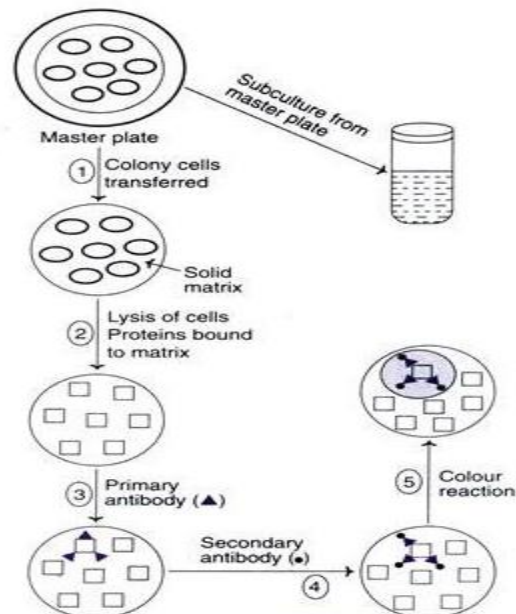 Master plate
Subculture from
master plate
1 Colony cells
transferred
Solid
matrix
2 Lysis of cells
Proteins bound
to matrix
3 Primary
antibody (▲)
Secondary
antibody (•)
4
5 Colour
reaction